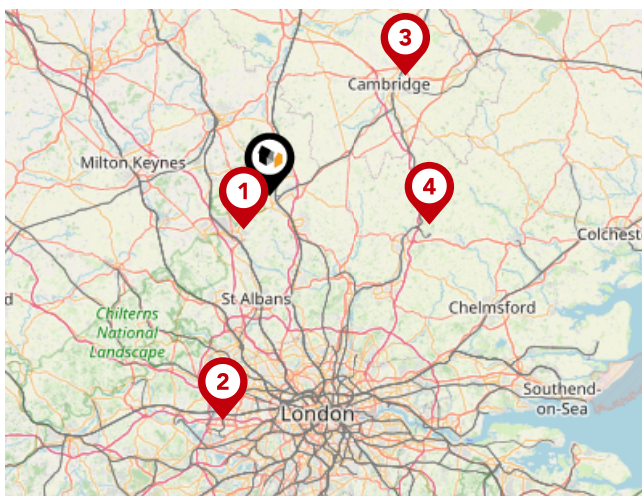 3
Cambridge
Milton Keynes
1
4
Colchest
St Albans
d
Chelmsford
Chilterns
National
Landscape
2
Southend-
on-Sea
London